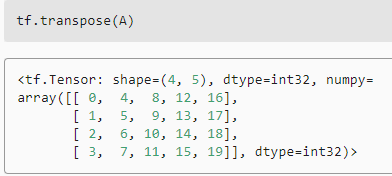 tf.transpose(A)
<tf.Tensor: shape=(4, 5), dtype=int32, numpy=
array([[ 0,  4,  8, 12, 16],
       [ 1,  5,  9, 13, 17],
       [ 2,  6, 10, 14, 18],
       [ 3,  7, 11, 15, 19]], dtype=int32)>